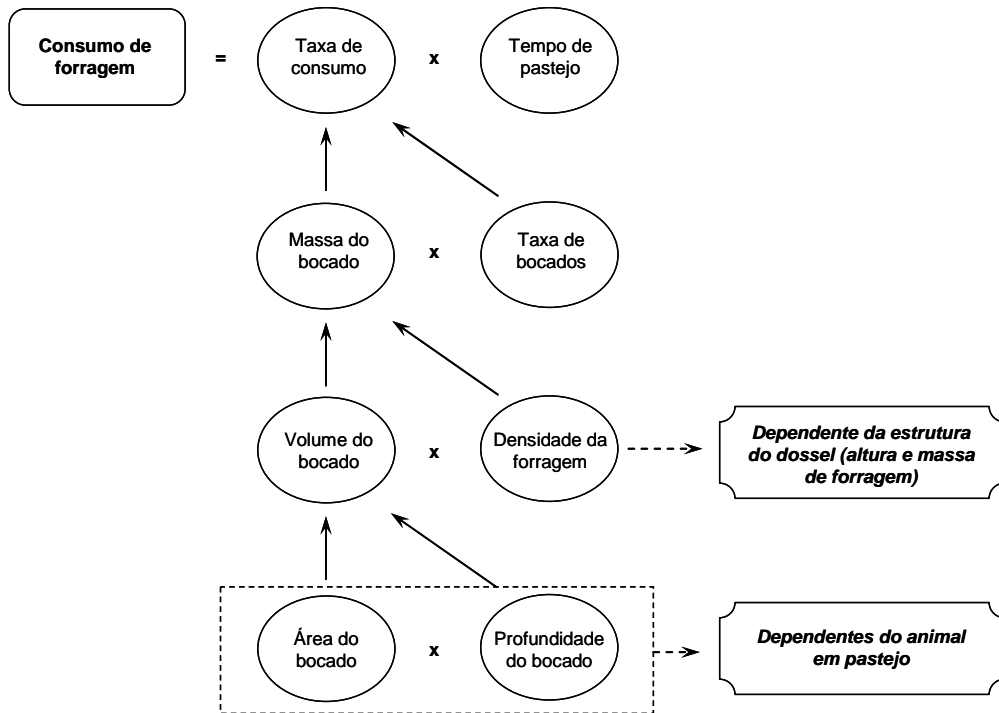 Consumo de
forragem
=
Taxa de
consumo
x
Tempo de
pastejo
Massa do
bocado
x
Taxa de
bocados
Volume do
bocado
x
Densidade da
forragem
Dependente da estrutura
do dossel (altura e massa
de forragem)
Área do
bocado
x
Profundidade
do bocado
Dependentes do animal
em pastejo